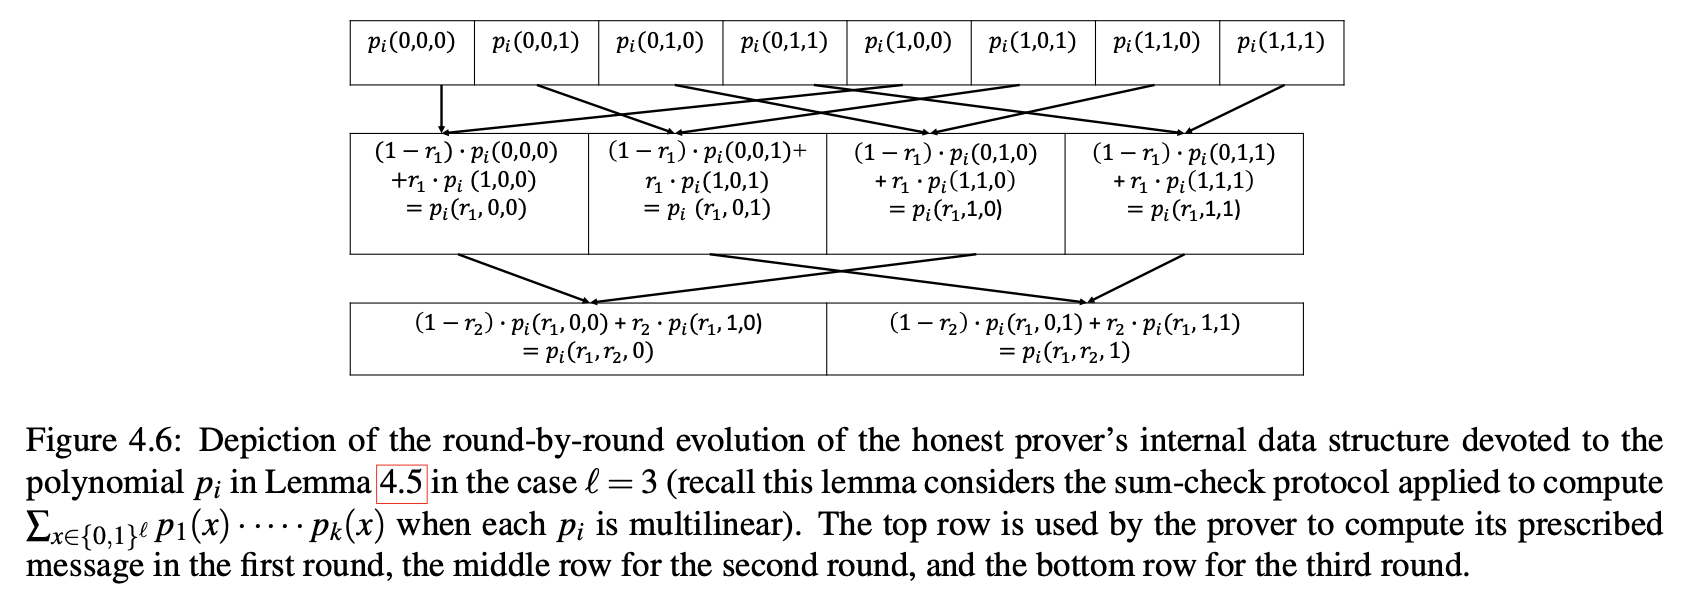 pᵢ(0,0,0) pᵢ(0,0,1) pᵢ(0,1,0) pᵢ(0,1,1) pᵢ(1,0,0) pᵢ(1,0,1) pᵢ(1,1,0) pᵢ(1,1,1)
(1 − r₁) · pᵢ(0,0,0)
+r₁ · pᵢ (1,0,0)
= pᵢ(r₁, 0,0)
(1 − r₁) · pᵢ(0,0,1)+
r₁ · pᵢ(1,0,1)
= pᵢ (r₁, 0,1)
(1 − r₁) · pᵢ(0,1,0)
+ r₁ · pᵢ(1,1,0)
= pᵢ(r₁,1,0)
(1 − r₁) · pᵢ(0,1,1)
+ r₁ · pᵢ(1,1,1)
= pᵢ(r₁,1,1)
(1 − r₂) · pᵢ(r₁, 0,0) + r₂ · pᵢ(r₁, 1,0)
= pᵢ(r₁, r₂, 0)
(1 − r₂) · pᵢ(r₁, 0,1) + r₂ · pᵢ(r₁, 1,1)
= pᵢ(r₁, r₂, 1)
Figure 4.6: Depiction of the round-by-round evolution of the honest prover's internal data structure devoted to the
polynomial pᵢ in Lemma 4.5 in the case ℓ = 3 (recall this lemma considers the sum-check protocol applied to compute
∑x∈{0,1}ℓ p₁(x) · · · · · pₖ(x) when each pᵢ is multilinear). The top row is used by the prover to compute its prescribed
message in the first round, the middle row for the second round, and the bottom row for the third round.